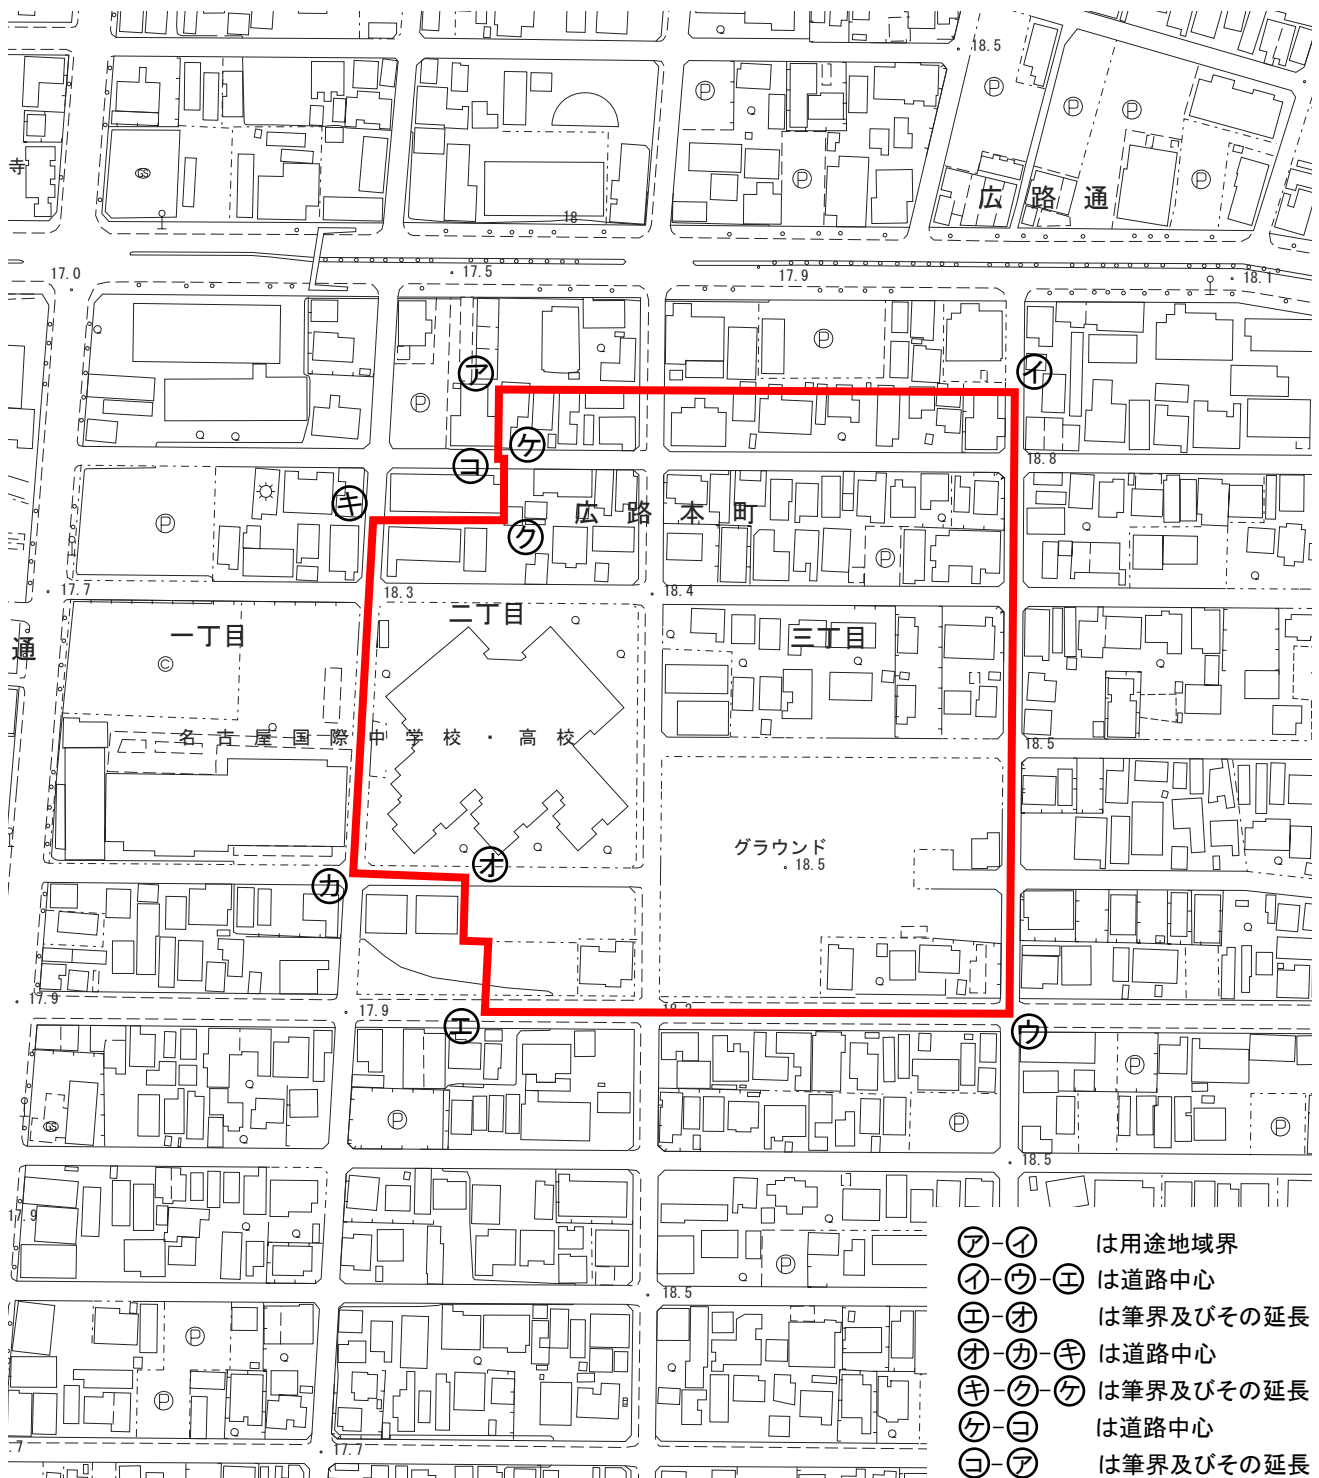 18.5
P
P
P
P
寺
GS
P
P
広路通
18
17.0
17.5
17.9
18.1
P
ア
イ
P
ケ
コ
18.8
キ
広路本町
P
ク
P
17.7
18.3
18.4
二丁目
一丁目
三丁目
通
C
名古屋国際中学校・高校
18.5
グラウンド
18.5
オ
カ
17.9
17.9
18.2
エ
ウ
P
GS
P
P
P
18.5
17.9
P
18.5
P
P
17.7
.7
ア-イ は用途地域界
イ-ウ-エ は道路中心
エ-オ は筆界及びその延長
オ-カ-キ は道路中心
キ-ク-ケ は筆界及びその延長
ケ-コ は道路中心
コ-ア は筆界及びその延長